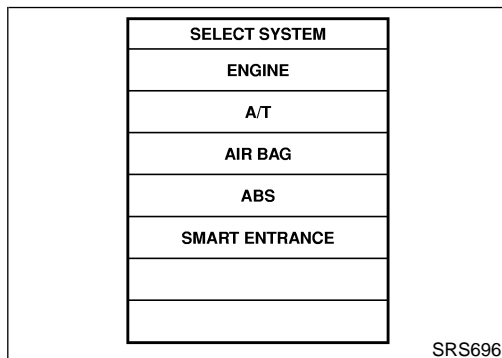 SELECT SYSTEM
ENGINE
A/T
AIR BAG
ABS
SMART ENTRANCE
SRS696